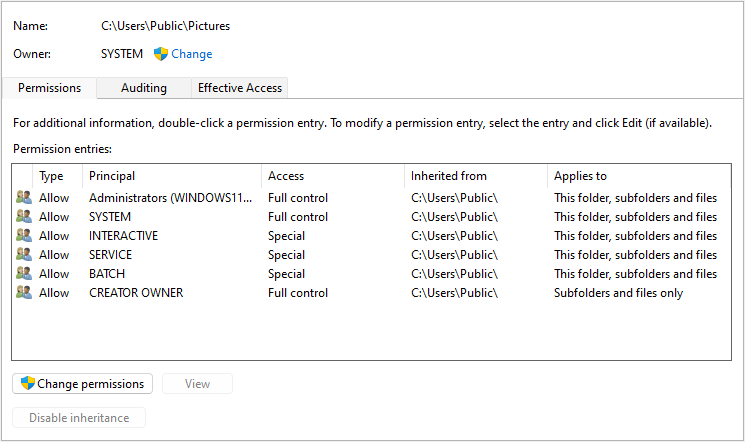 Name: C:\Users\Public\Pictures
Owner: SYSTEM Change
Permissions Auditing Effective Access
For additional information, double-click a permission entry. To modify a permission entry, select the entry and click Edit (if available).
Permission entries:
Type Principal Access Inherited from Applies to
Allow Administrators (WINDOWS11... Full control C:\Users\Public\ This folder, subfolders and files
Allow SYSTEM Full control C:\Users\Public\ This folder, subfolders and files
Allow INTERACTIVE Special C:\Users\Public\ This folder, subfolders and files
Allow SERVICE Special C:\Users\Public\ This folder, subfolders and files
Allow BATCH Special C:\Users\Public\ This folder, subfolders and files
Allow CREATOR OWNER Full control C:\Users\Public\ Subfolders and files only
Change permissions View
Disable inheritance